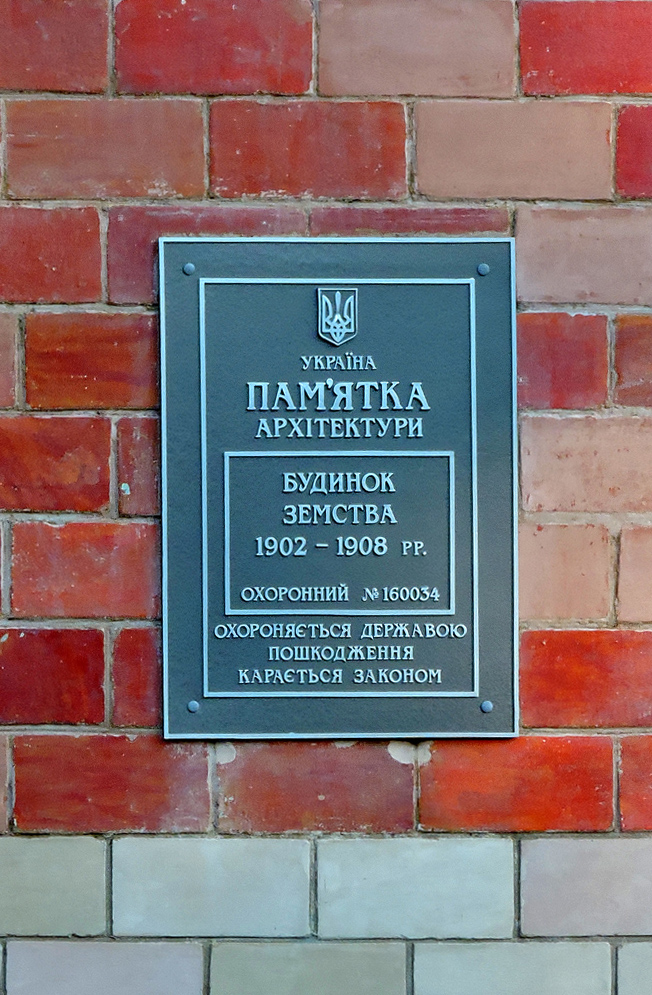 УКРАЇНА
ПАМ'ЯТКА
АРХІТЕКТУРИ
БУДИНОК
ЗЕМСТВА
1902 – 1908 РР.
ОХОРОННИЙ №160034
ОХОРОНЯЄТЬСЯ ДЕРЖАВОЮ
ПОШКОДЖЕННЯ
КАРАЄТЬСЯ ЗАКОНОМ